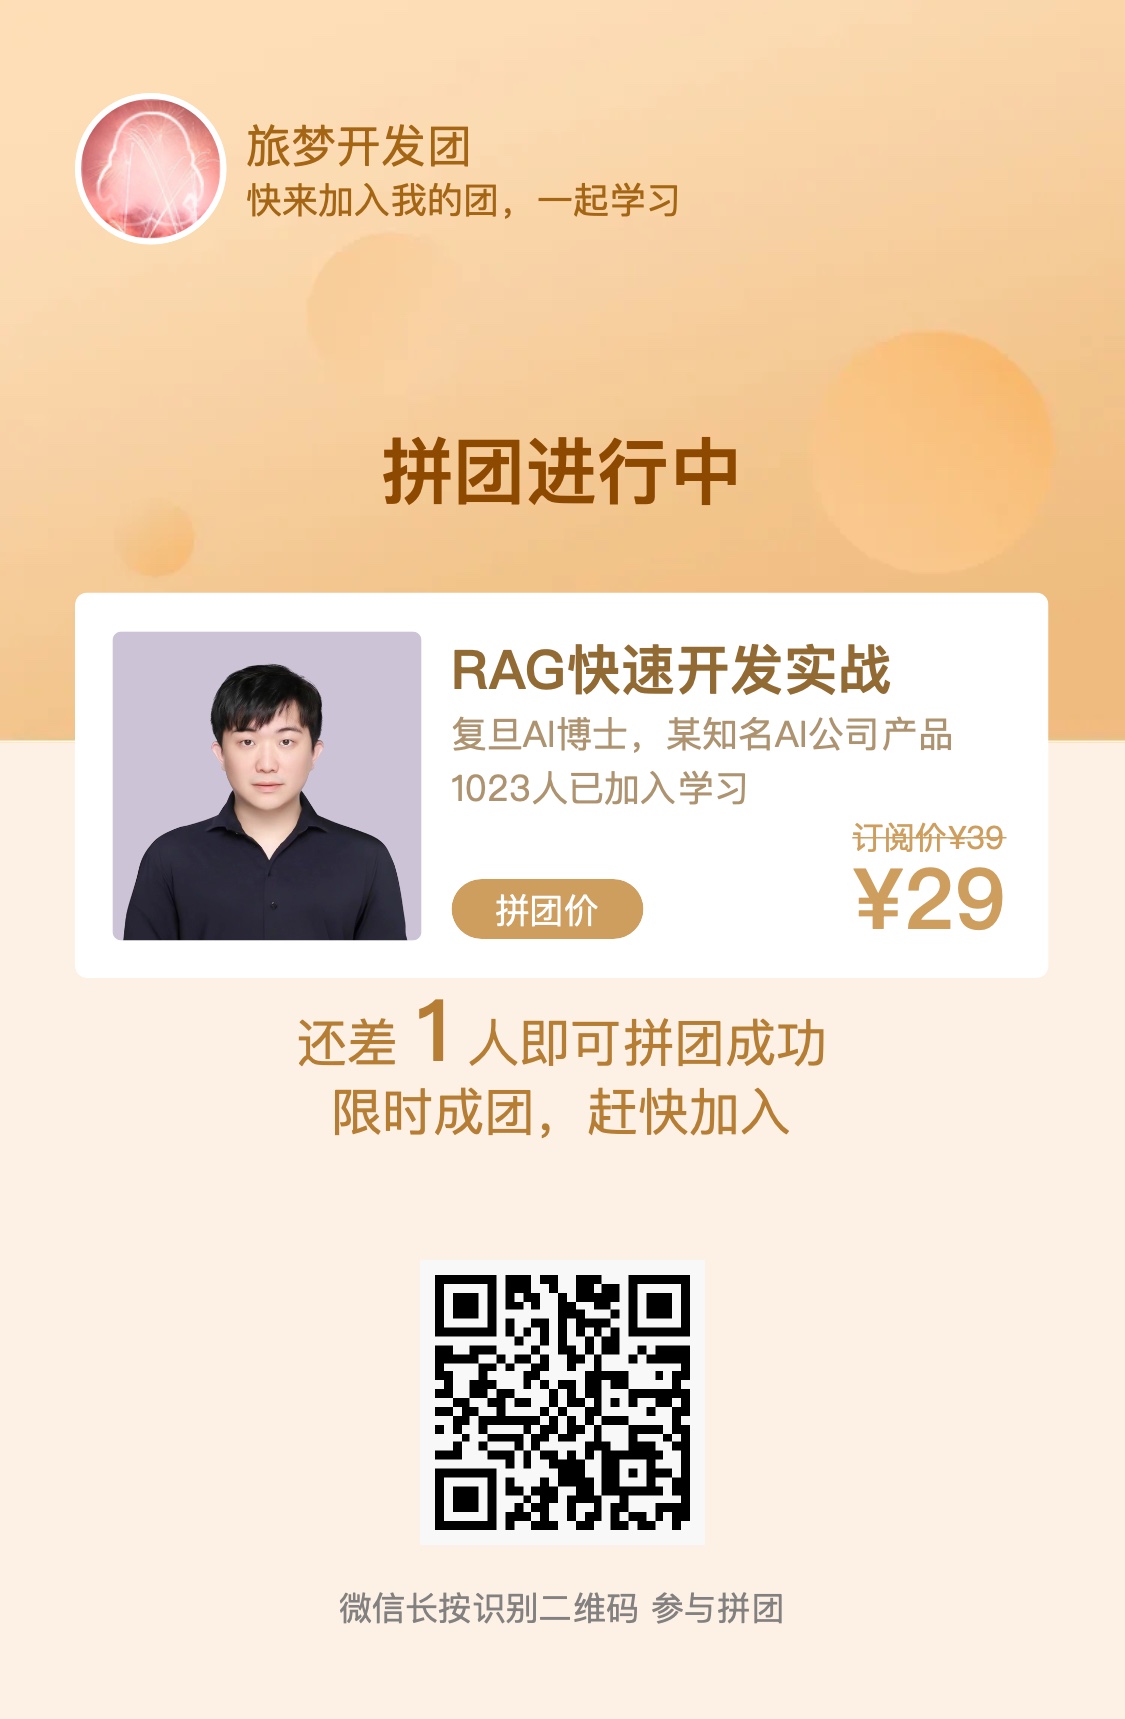 旅梦开发团
快来加入我的团，一起学习
拼团进行中
RAG快速开发实战
复旦AI博士，某知名AI公司产品
1023人已加入学习
订阅价¥39
¥29
拼团价
还差 1 人即可拼团成功
限时成团，赶快加入
微信长按识别二维码 参与拼团